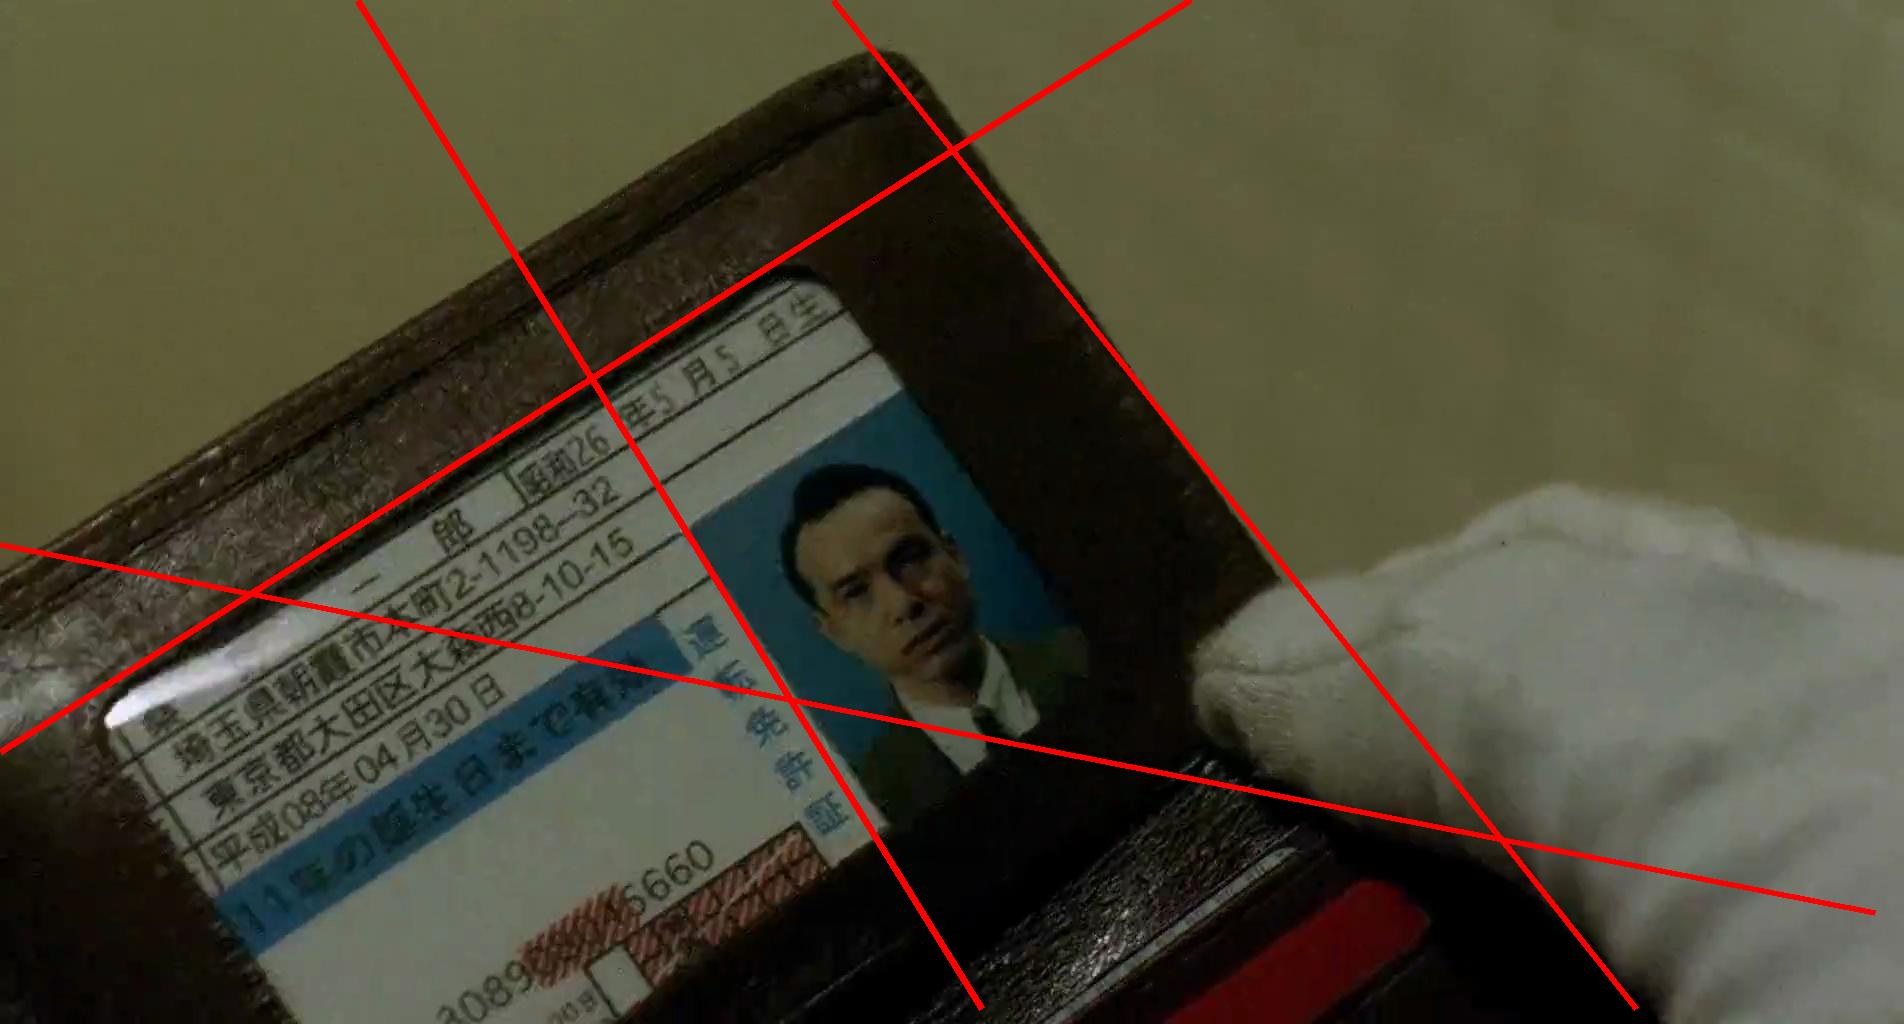 一郎 昭和26年5月5日生
埼玉県朝霞市本町2-1198-32
東京都大田区大森西8-10-15
平成08年04月30日
11年の誕生日まで有効
運転免許証
5660
3089